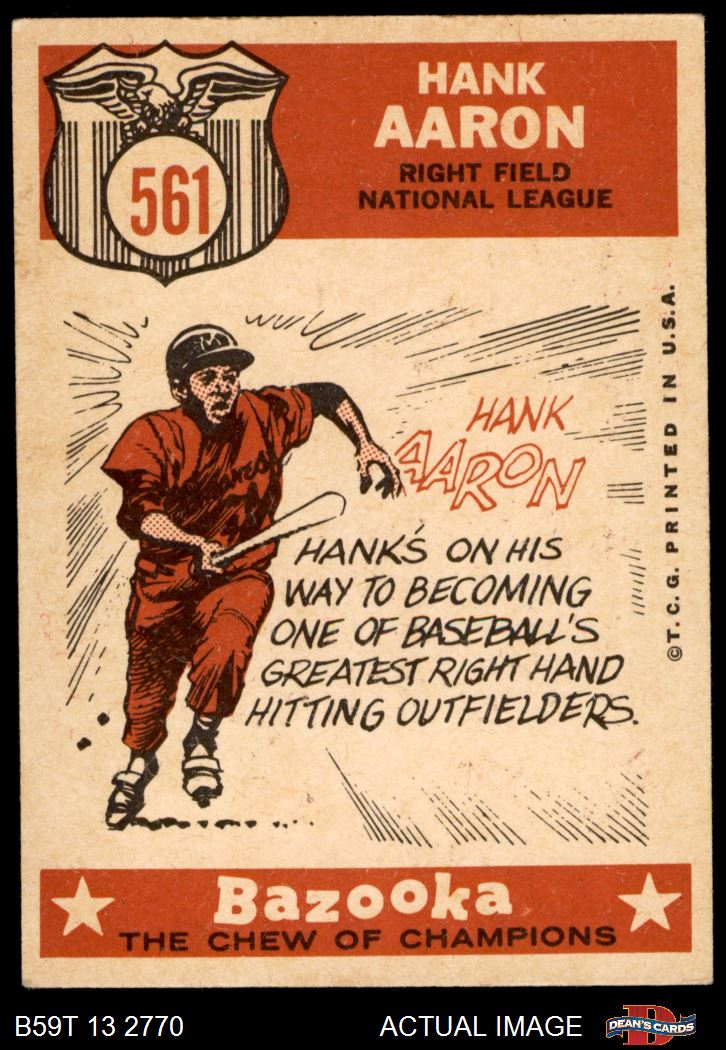 561
HANK
AARON
RIGHT FIELD
NATIONAL LEAGUE
M
HANK
AARON
HANK'S ON HIS
WAY TO BECOMING
ONE OF BASEBALL'S
GREATEST RIGHT HAND
HITTING OUTFIELDERS.
©T.C.G. PRINTED IN U.S.A.
Bazooka
THE CHEW OF CHAMPIONS
B59T 13 2770
ACTUAL IMAGE
DEAN'S CARDS